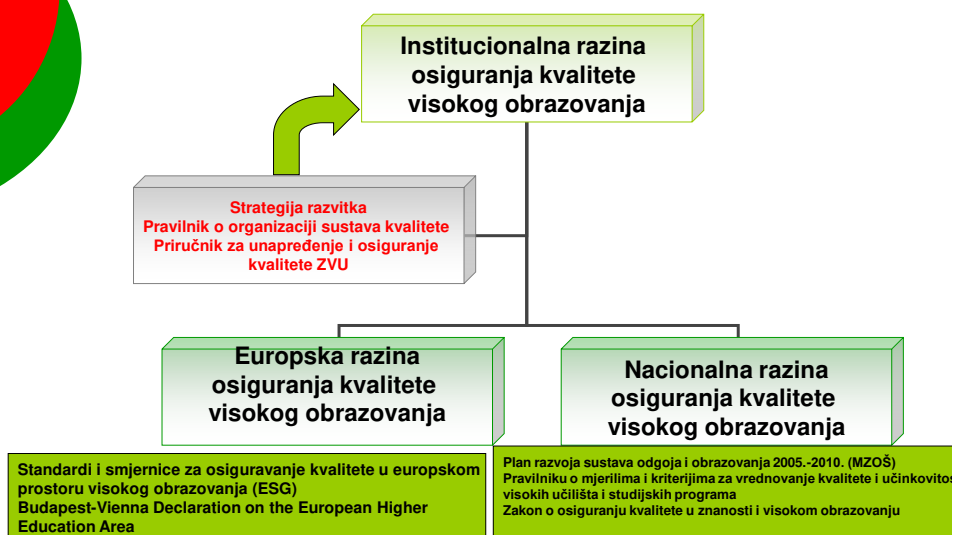 Institucionalna razina
osiguranja kvalitete
visokog obrazovanja
Strategija razvitka
Pravilnik o organizaciji sustava kvalitete
Priručnik za unapređenje i osiguranje
kvalitete ZVU
Europska razina
osiguranja kvalitete
visokog obrazovanja
Nacionalna razina
osiguranja kvalitete
visokog obrazovanja
Standardi i smjernice za osiguravanje kvalitete u europskom
prostoru visokog obrazovanja (ESG)
Budapest-Vienna Declaration on the European Higher
Education Area
Plan razvoja sustava odgoja i obrazovanja 2005.-2010. (MZOŠ)
Pravilniku o mjerilima i kriterijima za vrednovanje kvalitete i učinkovitos
visokih učilišta i studijskih programa
Zakon o osiguranju kvalitete u znanosti i visokom obrazovanju